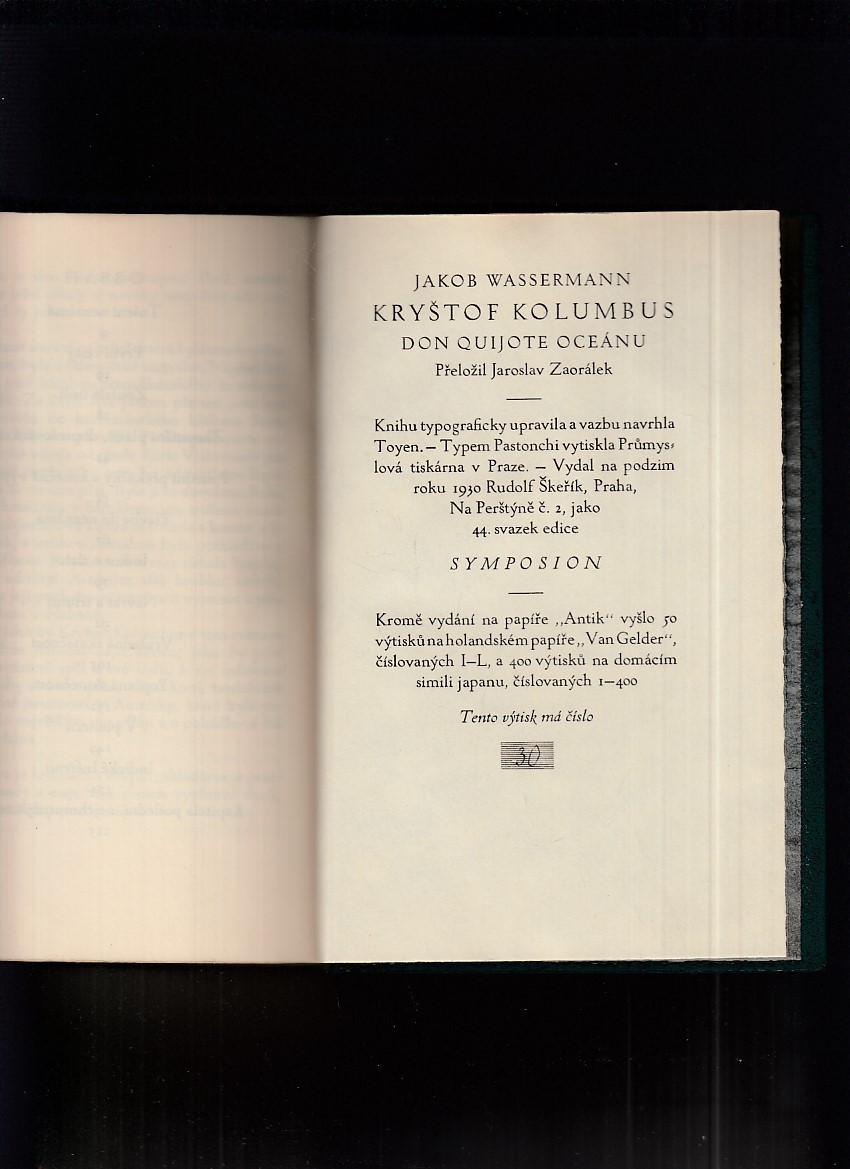 JAKOB WASSERMANN
KRYŠTOF KOLUMBUS
DON QUIJOTE OCEÁNU
Přeložil Jaroslav Zaorálek
Knihu typograficky upravila a vazbu navrhla
Toyen. — Typem Pastonchi vytiskla Průmys-
lová tiskárna v Praze. — Vydal na podzim
roku 1930 Rudolf Škeřík, Praha,
Na Perštýně č. 2, jako
44. svazek edice
SYMPOSION
Kromě vydání na papíře „Antik“ vyšlo 50
výtisků na holandském papíře „Van Gelder“,
číslovaných I—L, a 400 výtisků na domácím
simili japanu, číslovaných 1—400
Tento výtisk má číslo
30